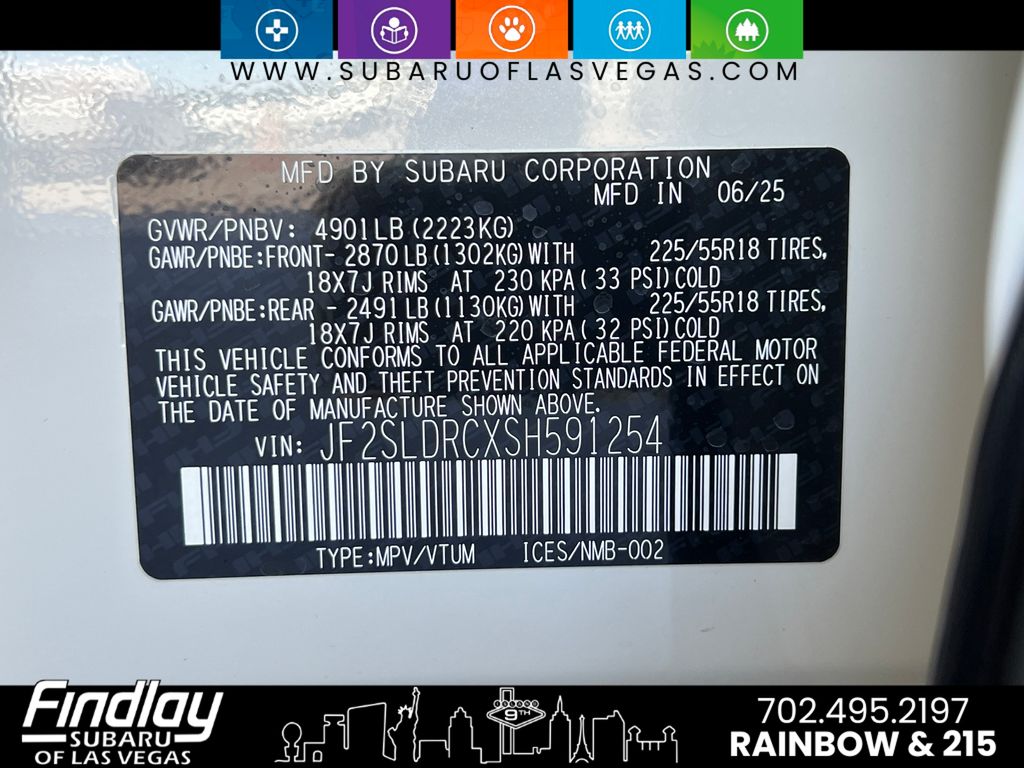 WWW.SUBARUOFLASVEGAS.COM
MFD BY SUBARU CORPORATION
MFD IN 06/25
GVWR/PNBV: 4901LB (2223KG)
GAWR/PNBE:FRONT- 2870LB (1302KG)WITH 225/55R18 TIRES,
18X7J RIMS AT 230 KPA (33 PSI)COLD
GAWR/PNBE:REAR - 2491LB (1130KG)WITH 225/55R18 TIRES,
18X7J RIMS AT 220 KPA (32 PSI)COLD
THIS VEHICLE CONFORMS TO ALL APPLICABLE FEDERAL MOTOR
VEHICLE SAFETY AND THEFT PREVENTION STANDARDS IN EFFECT ON
THE DATE OF MANUFACTURE SHOWN ABOVE.
VIN: JF2SLDRCXSH591254
TYPE:MPV/VTUM ICES/NMB-002
Findlay
SUBARU
OF LAS VEGAS
9TH
702.495.2197
RAINBOW & 215